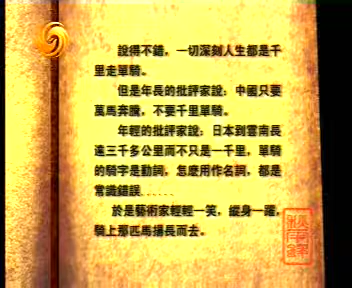 說得不錯，一切深刻人生都是千
里走單騎。
但是年長的批評家說：中國只要
萬馬奔騰，不要千里單騎。
年輕的批評家說：日本到雲南長
達三千多公里而不只是一千里，單騎
的騎字是動詞，怎麼用作名詞，都是
常識錯誤......
於是藝術家輕輕一笑，縱身一躍，
騎上那匹馬揚長而去。